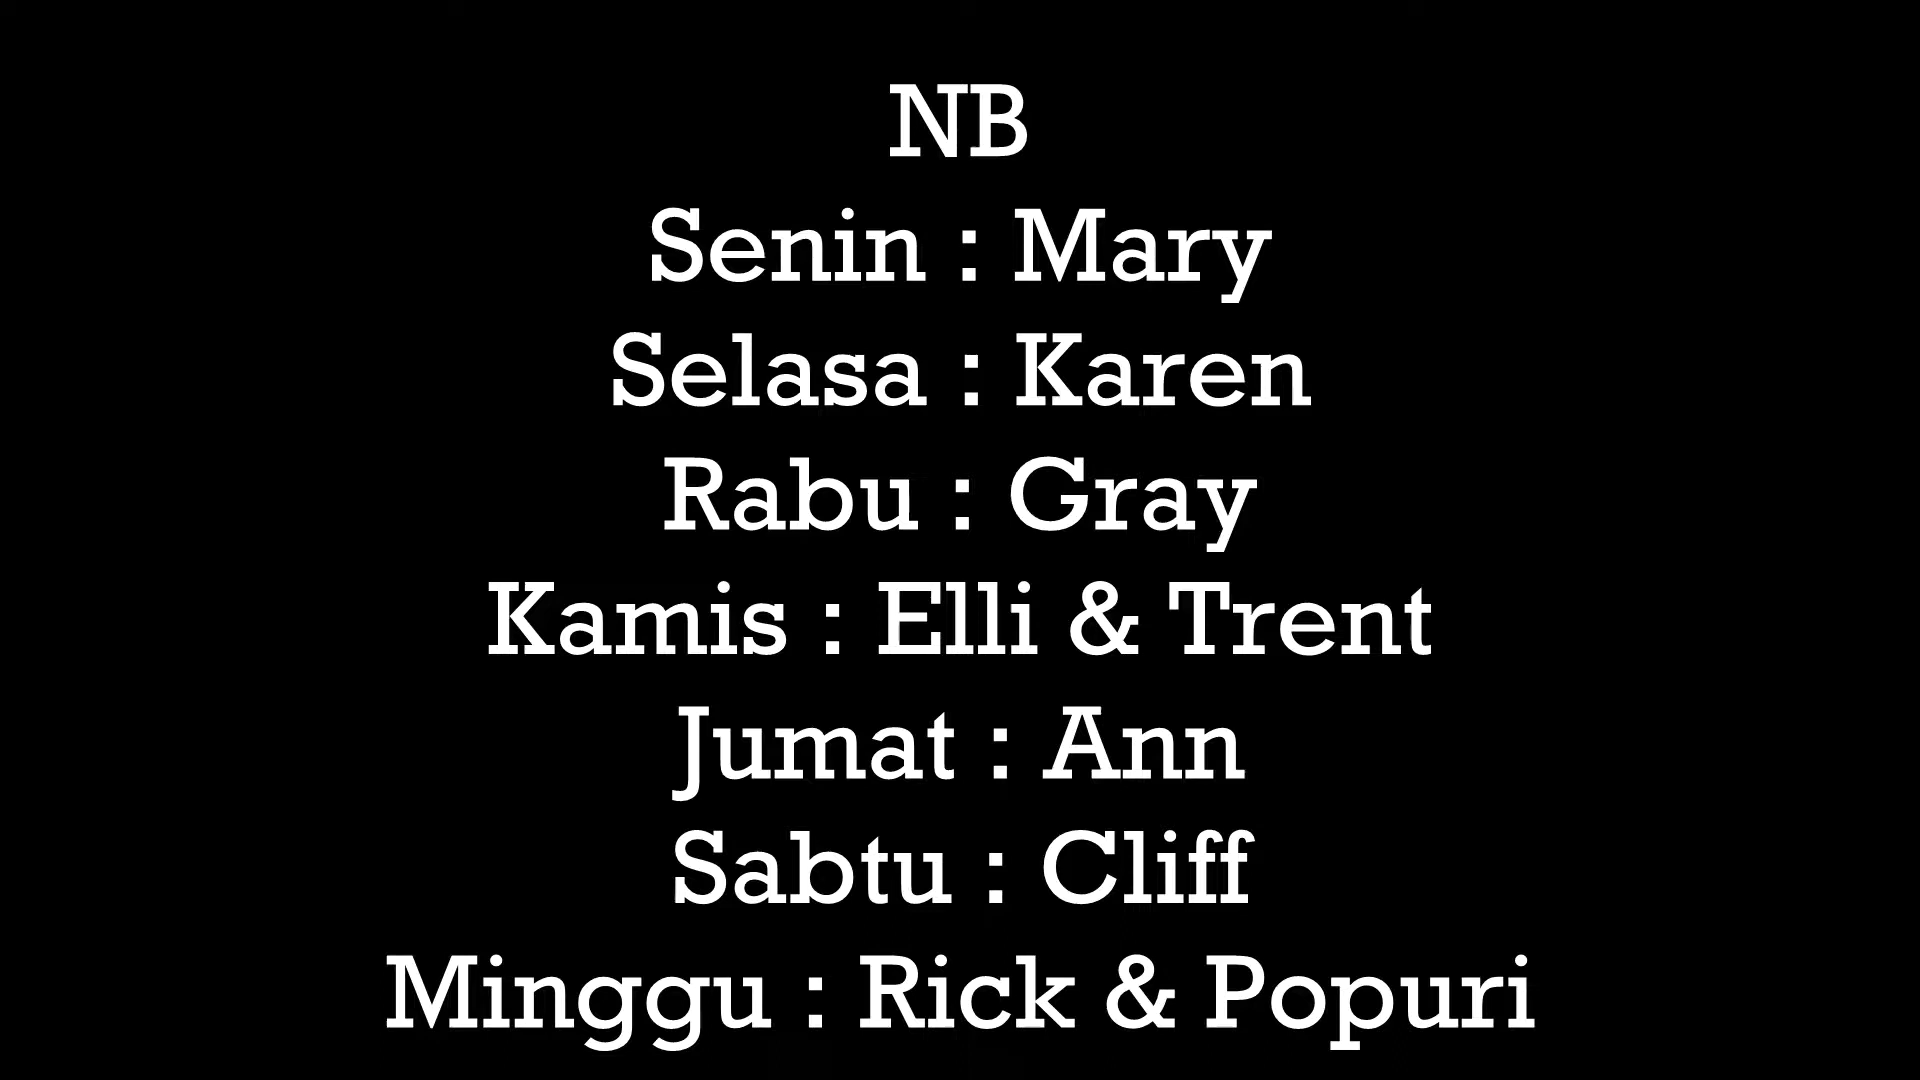 NB
Senin : Mary
Selasa : Karen
Rabu : Gray
Kamis : Elli & Trent
Jumat : Ann
Sabtu : Cliff
Minggu : Rick & Popuri